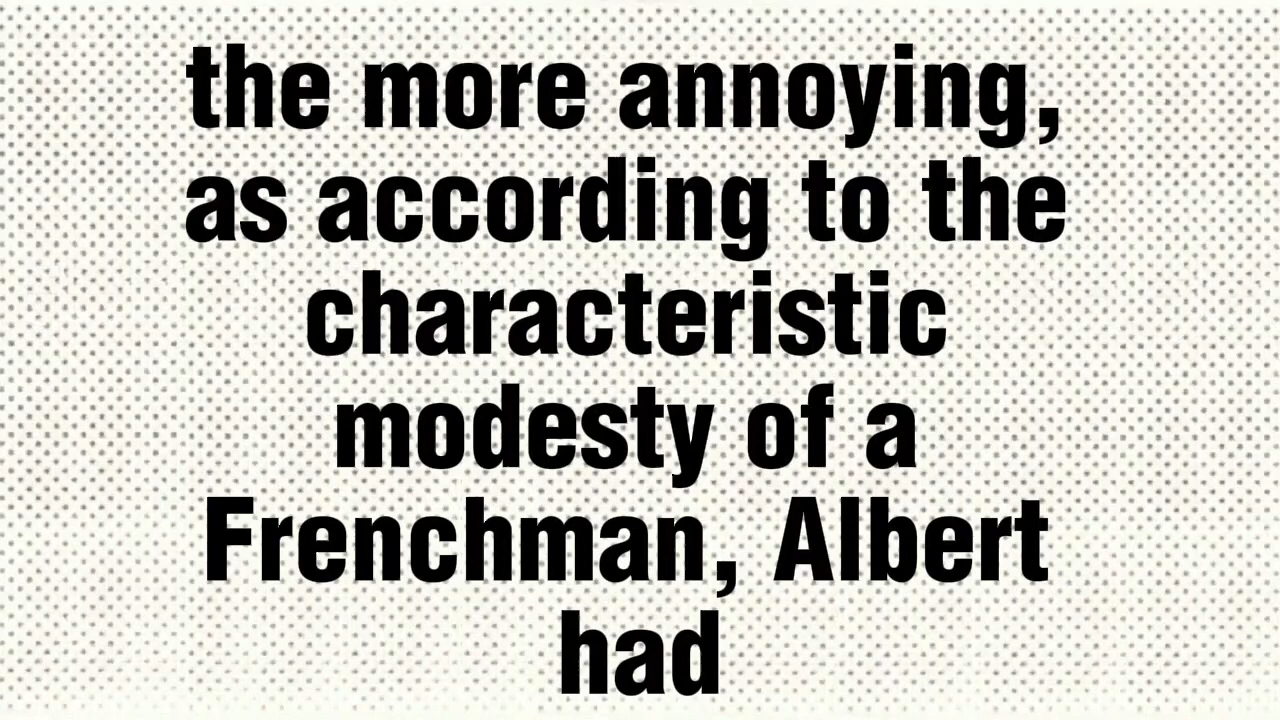 the more annoying,
as according to the
characteristic
modesty of a
Frenchman, Albert
had